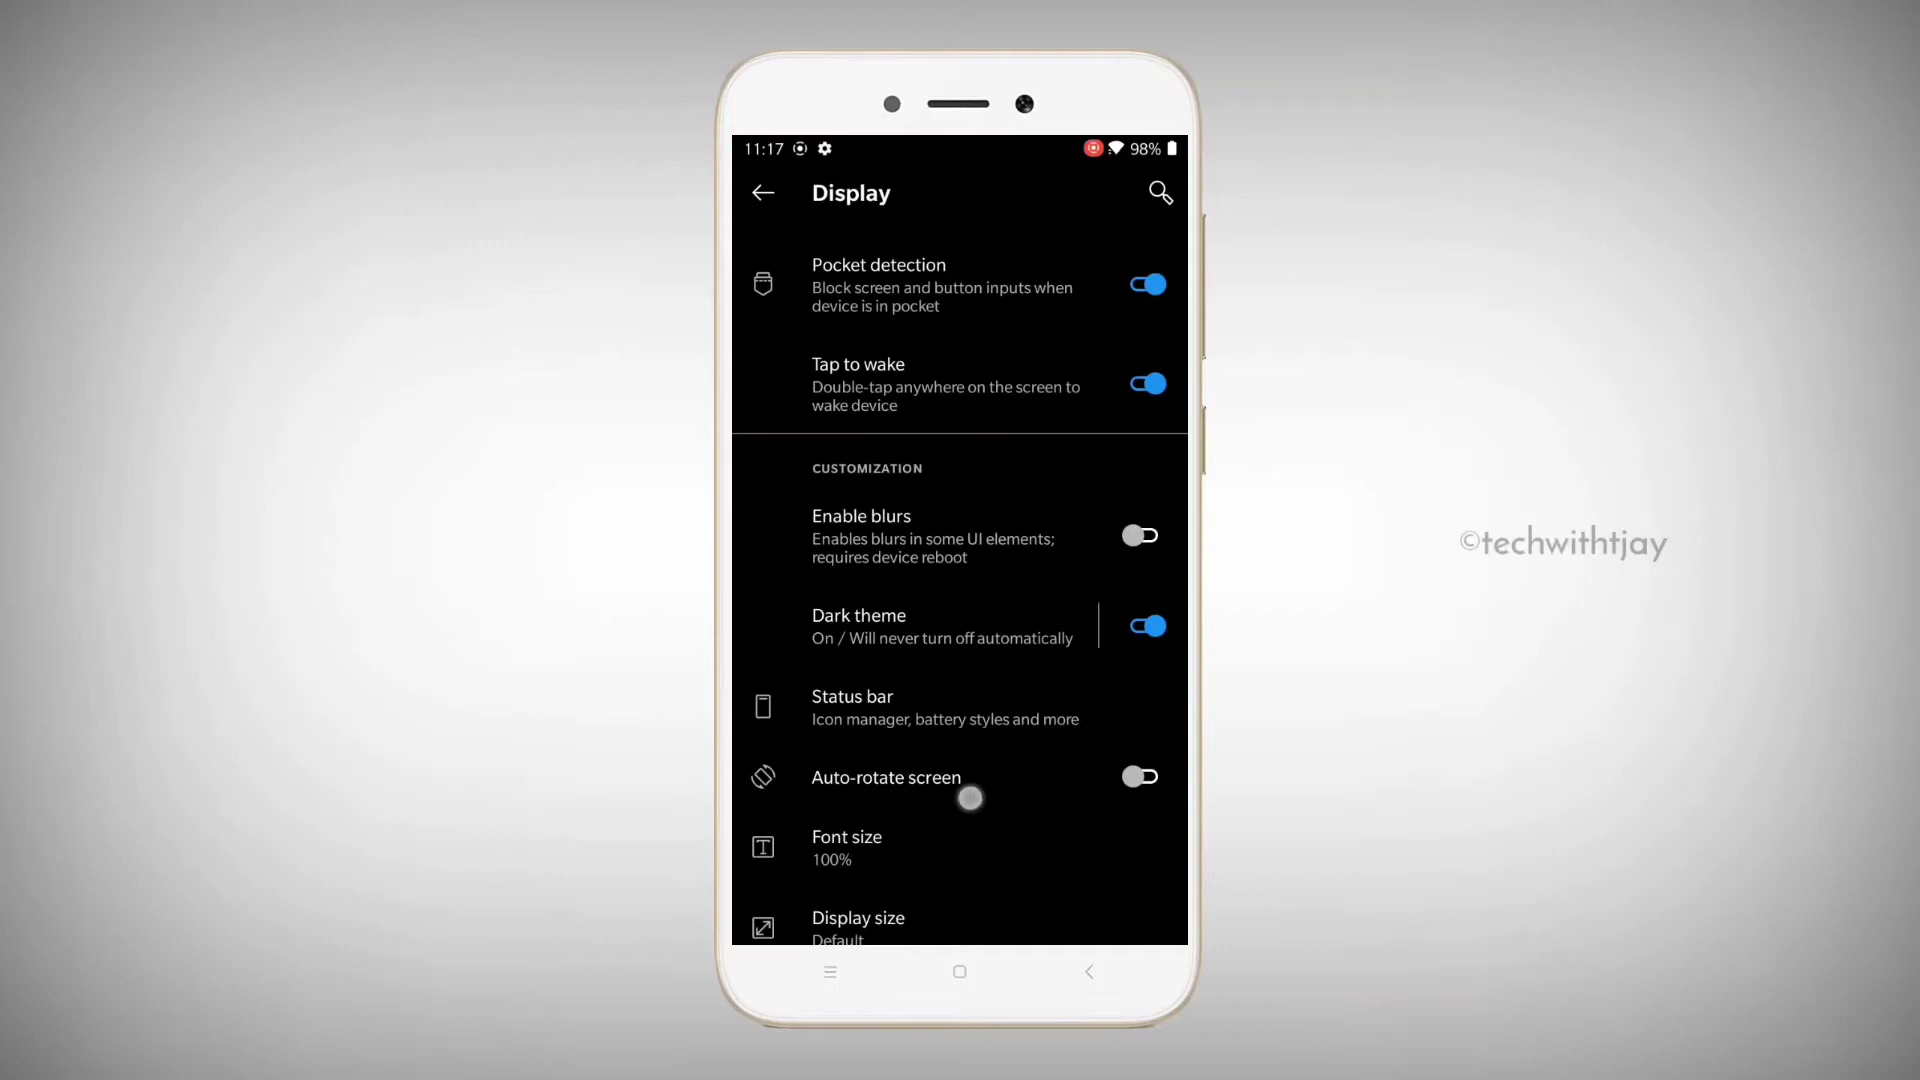 11:17
98%
Display
Pocket detection
Block screen and button inputs when
device is in pocket
Tap to wake
Double-tap anywhere on the screen to
wake device
CUSTOMIZATION
Enable blurs
Enables blurs in some UI elements;
requires device reboot
Dark theme
On / Will never turn off automatically
Status bar
Icon manager, battery styles and more
Auto-rotate screen
Font size
100%
Display size
Default
©techwithtjay